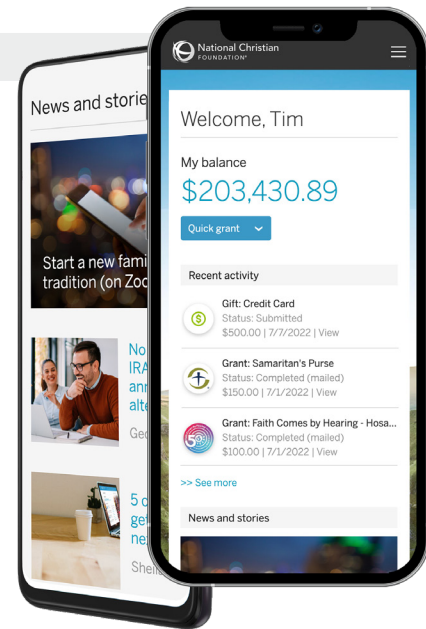 News and storie
Start a new fami
tradition (on Zoo
No
IRA
ann
alte
Geo
5 c
get
ne
Sheil
National Christian
FOUNDATION®
Welcome, Tim
My balance
$203,430.89
Quick grant
Recent activity
Gift: Credit Card
Status: Submitted
$500.00 | 7/7/2022 | View
Grant: Samaritan's Purse
Status: Completed (mailed)
$150.00 | 7/1/2022 | View
50
Grant: Faith Comes by Hearing - Hosa...
Status: Completed (mailed)
$100.00 | 7/1/2022 | View
>> See more
News and stories